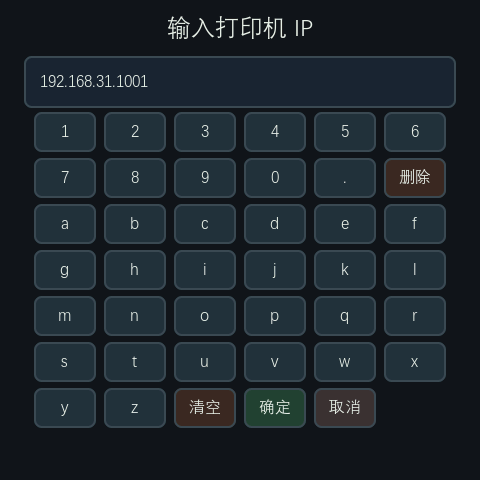 输入打印机 IP
192.168.31.1001
1 2 3 4 5 6
7 8 9 0 . 删除
a b c d e f
g h i j k l
m n o p q r
s t u v w x
y z 清空 确定 取消